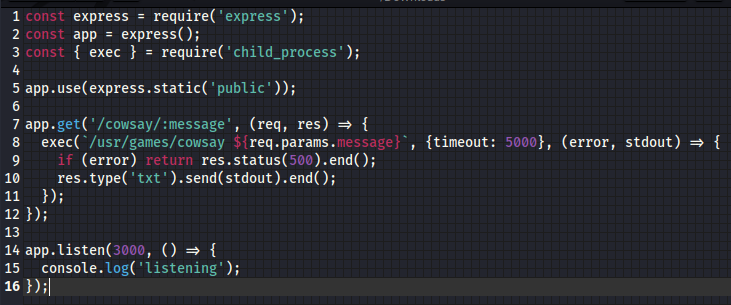 1 const express = require('express');
2 const app = express();
3 const { exec } = require('child_process');
4
5 app.use(express.static('public'));
6
7 app.get('/cowsay/:message', (req, res) => {
8   exec(`/usr/games/cowsay ${req.params.message}`, {timeout: 5000}, (error, stdout) => {
9     if (error) return res.status(500).end();
10     res.type('txt').send(stdout).end();
11   });
12 });
13
14 app.listen(3000, () => {
15   console.log('listening');
16 });